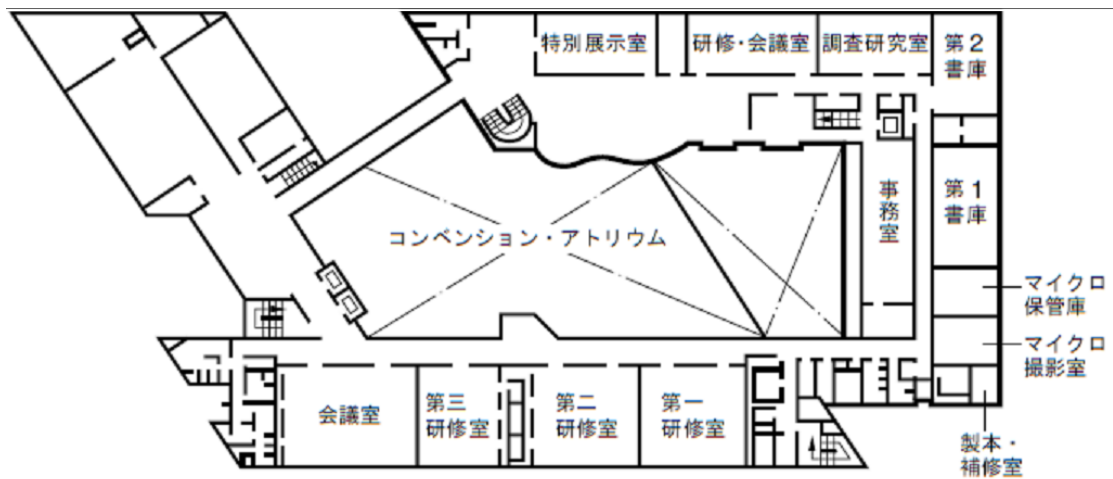 特別展示室
研修・会議室
調査研究室
第2
書庫
第1
書庫
事務室
コンベンション・アトリウム
マイクロ
保管庫
マイクロ
撮影室
会議室
第三
研修室
第二
研修室
第一
研修室
製本・
補修室